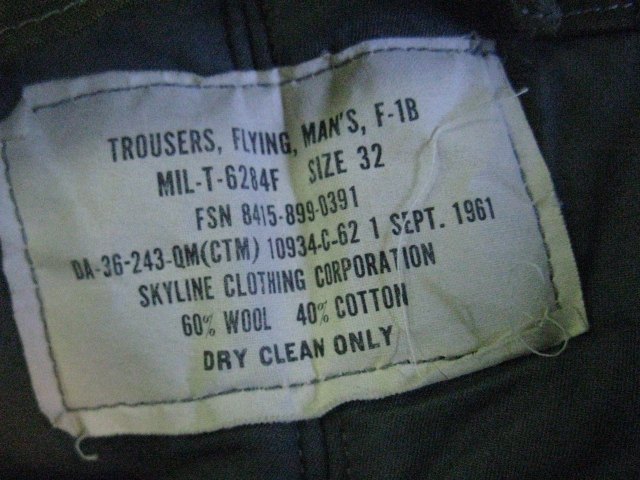 TROUSERS, FLYING, MAN'S, F-1B
MIL-T-6284F SIZE 32
FSN 8415-899-0391
DA-36-243-QM(CTM) 10934-C-62 1 SEPT. 1961
SKYLINE CLOTHING CORPORATION
60% WOOL 40% COTTON
DRY CLEAN ONLY